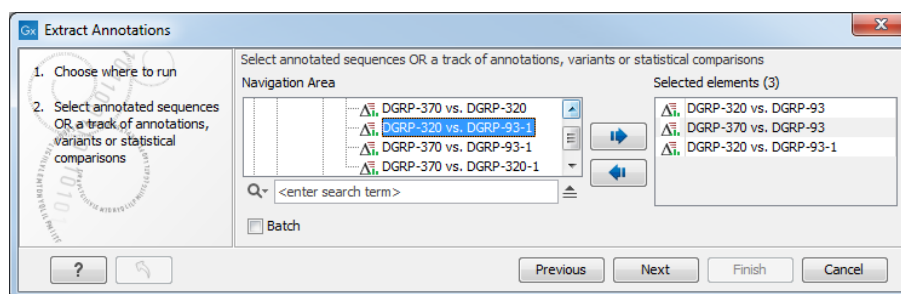 Gx Extract Annotations
X
1. Choose where to run
2. Select annotated sequences
OR a track of annotations,
variants or statistical
comparisons
Select annotated sequences OR a track of annotations, variants or statistical comparisons
Navigation Area
DGRP-370 vs. DGRP-320
DGRP-320 vs. DGRP-93-1
DGRP-370 vs. DGRP-93-1
DGRP-370 vs. DGRP-320-1
<enter search term>
Batch
Selected elements (3)
DGRP-320 vs. DGRP-93
DGRP-370 vs. DGRP-93
DGRP-320 vs. DGRP-93-1
?
Previous
Next
Finish
Cancel